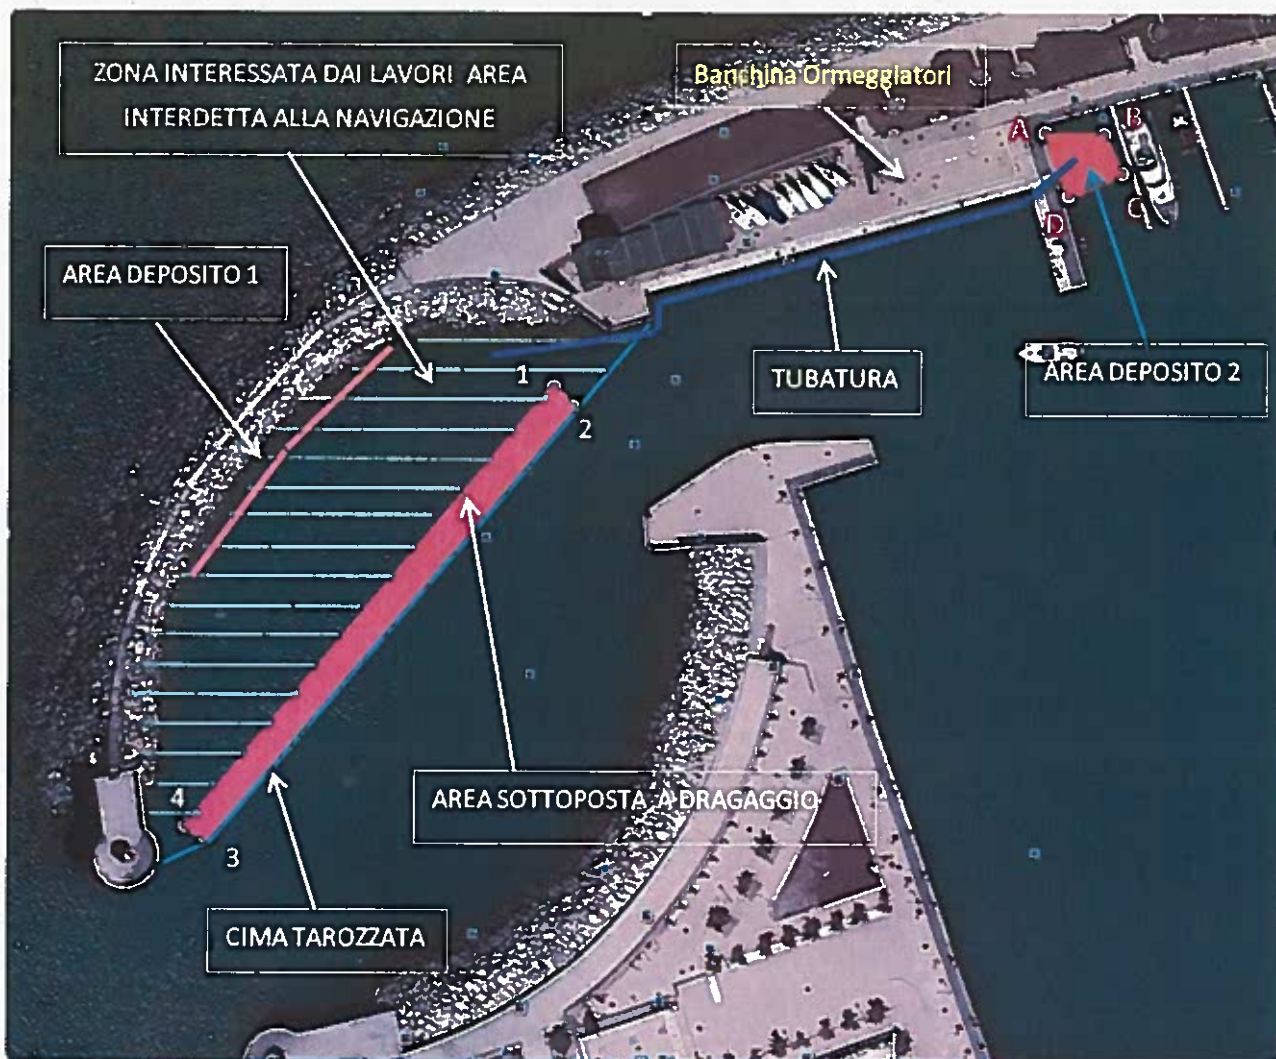 ZONA INTERESSATA DAI LAVORI AREA
INTERDETTA ALLA NAVIGAZIONE
Banchina Ormeggiatori
A
B
C
D
AREA DEPOSITO 1
TUBATURA
AREA DEPOSITO 2
1
2
AREA SOTTOPOSTA A DRAGAGGIO
4
3
CIMA TAROZZATA